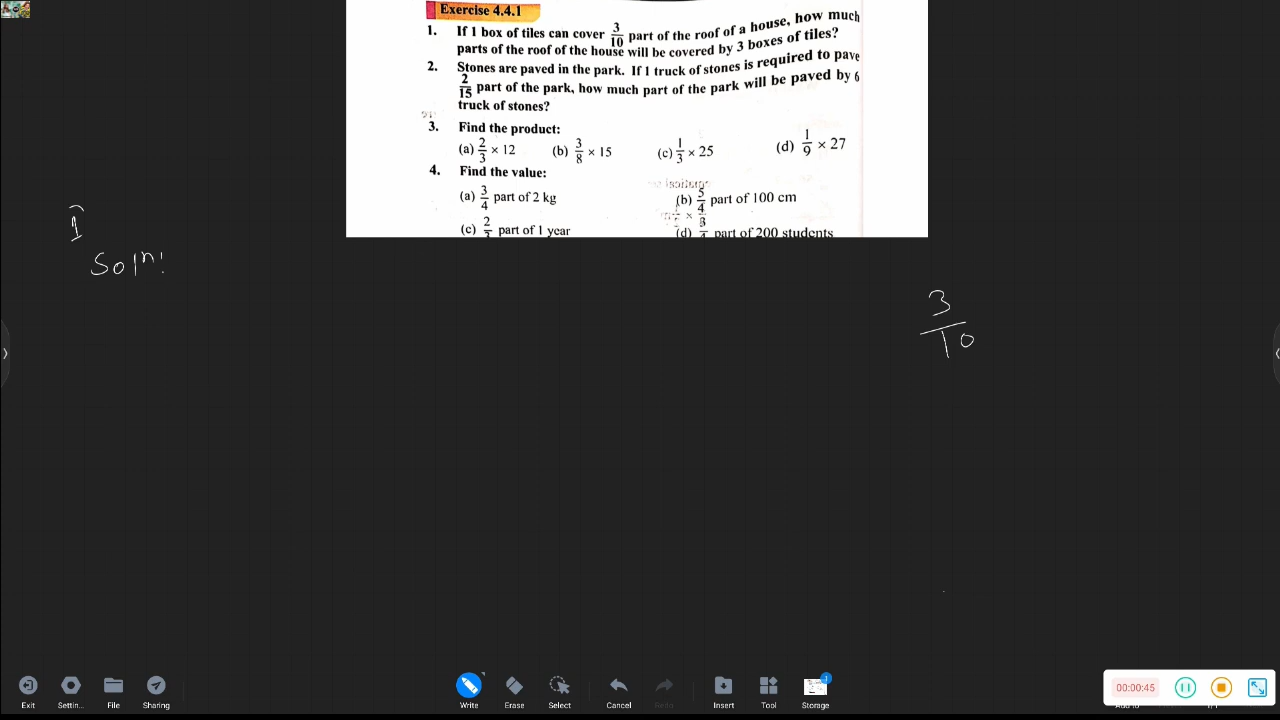 Exercise 4.4.1
1. If 1 box of tiles can cover 3/10 part of the roof of a house, how much
parts of the roof of the house will be covered by 3 boxes of tiles?
2. Stones are paved in the park. If 1 truck of stones is required to pave
2/15 part of the park, how much part of the park will be paved by 6
truck of stones?
3. Find the product:
(a) 2/3 × 12 (b) 3/8 × 15 (c) 1/3 × 25 (d) 1/9 × 27
4. Find the value:
(a) 3/4 part of 2 kg (b) 5/4 part of 100 cm
(c) part of 1 year (d) part of 200 students
1
Soln:
3/10
Exit Settin... File Sharing Write Erase Select Cancel Redo Insert Tool Storage 1
00:00:45